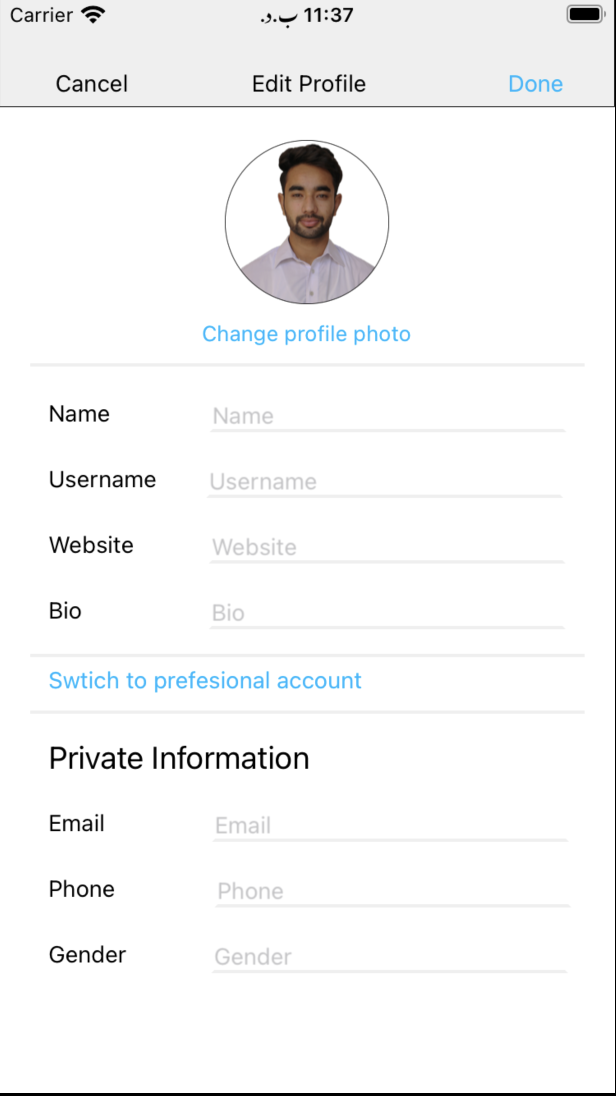 Carrier 11:37 ب.د.
Cancel Edit Profile Done
Change profile photo
Name Name
Username Username
Website Website
Bio Bio
Swtich to prefesional account
Private Information
Email Email
Phone Phone
Gender Gender